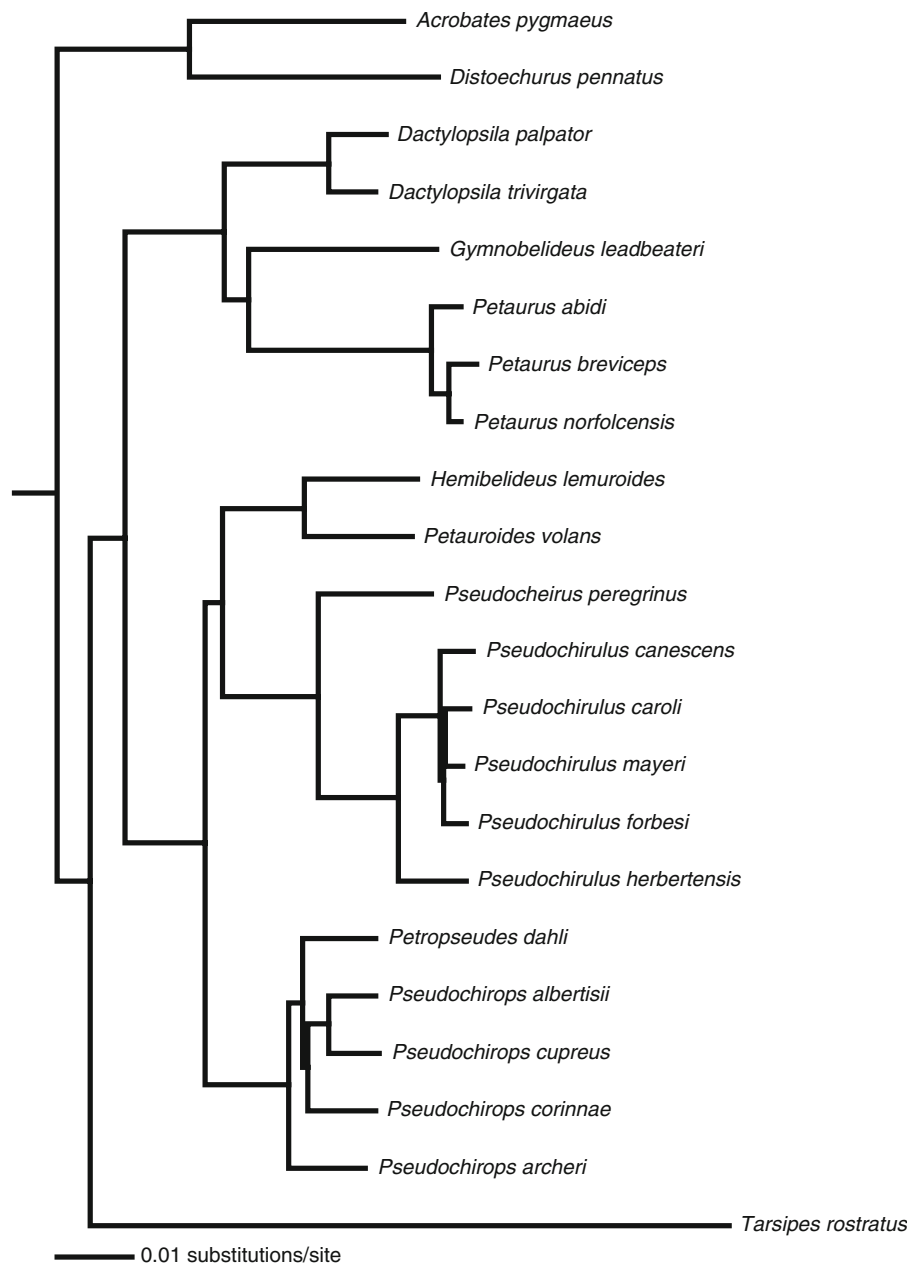 Acrobates pygmaeus
Distoechurus pennatus
Dactylopsila palpator
Dactylopsila trivirgata
Gymnobelideus leadbeateri
Petaurus abidi
Petaurus breviceps
Petaurus norfolcensis
Hemibelideus lemuroides
Petauroides volans
Pseudocheirus peregrinus
Pseudochirulus canescens
Pseudochirulus caroli
Pseudochirulus mayeri
Pseudochirulus forbesi
Pseudochirulus herbertensis
Petropseudes dahli
Pseudochirops albertisii
Pseudochirops cupreus
Pseudochirops corinnae
Pseudochirops archeri
Tarsipes rostratus
0.01 substitutions/site